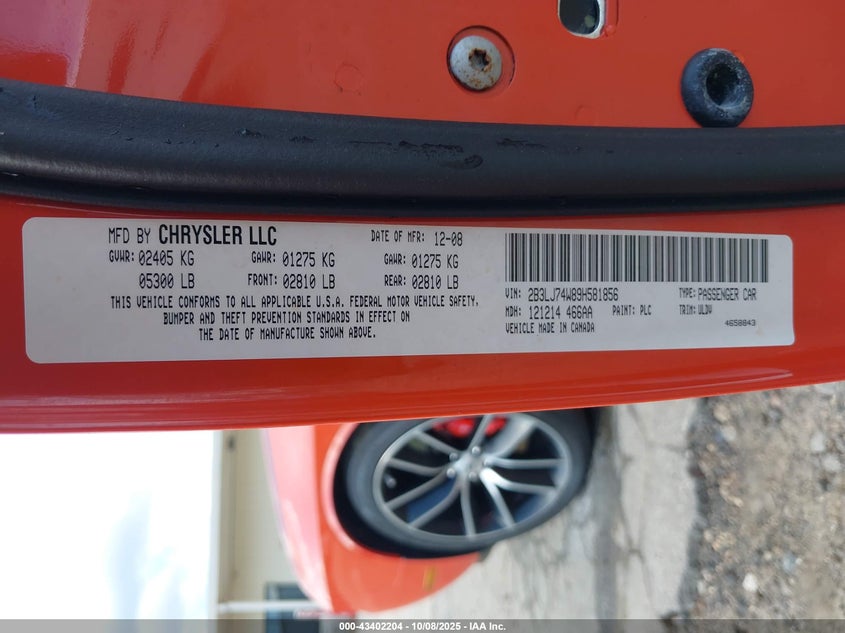 MFD BY CHRYSLER LLC DATE OF MFR: 12-08
GVWR: 02405 KG GAWR: 01275 KG GAWR: 01275 KG
05300 LB FRONT: 02810 LB REAR: 02810 LB
THIS VEHICLE CONFORMS TO ALL APPLICABLE U.S.A. FEDERAL MOTOR VEHICLE SAFETY,
BUMPER AND THEFT PREVENTION STANDARDS IN EFFECT ON
THE DATE OF MANUFACTURE SHOWN ABOVE.
VIN: 2B3LJ74W89H581856 TYPE: PASSENGER CAR
MDH: 121214 466AA PAINT: PLC TRIM: ULDV
VEHICLE MADE IN CANADA 4658843
000-43402204 - 10/08/2025 - IAA Inc.